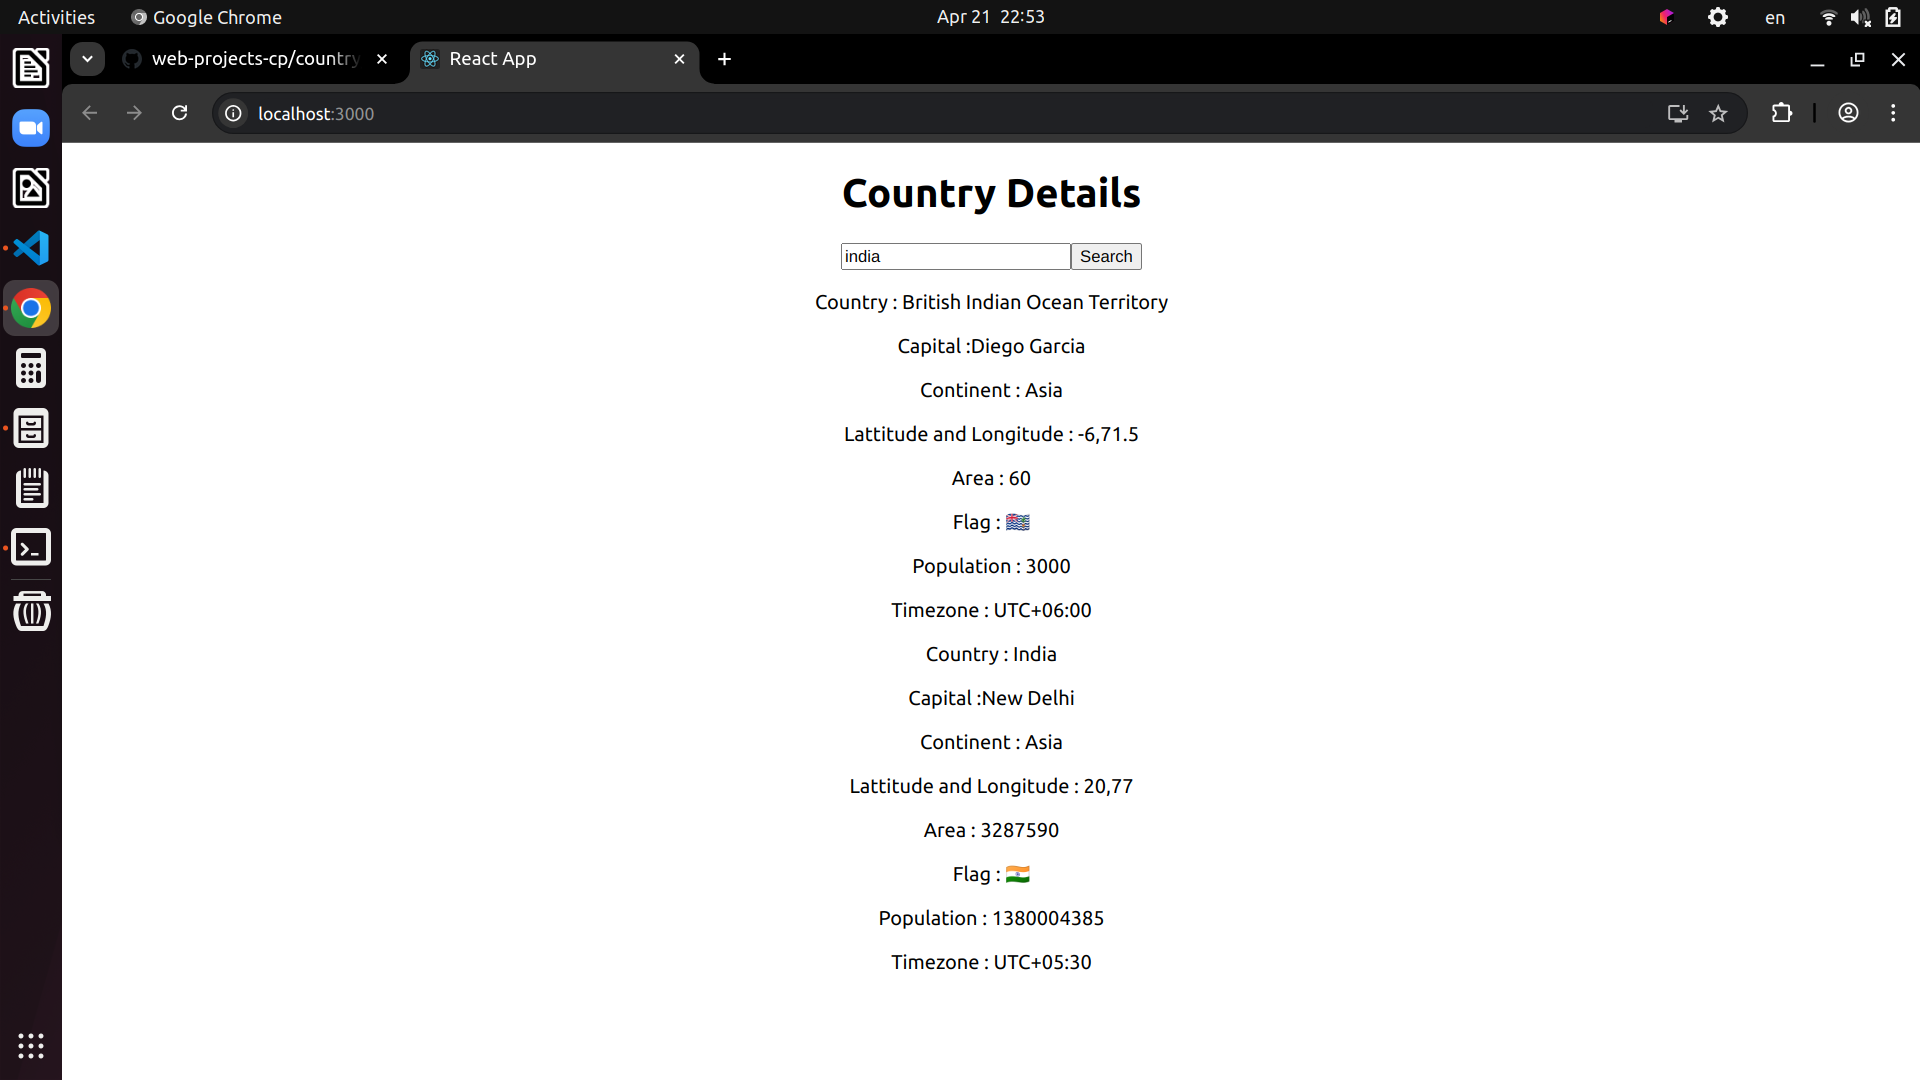 Activities
Google Chrome
Apr 21 22:53
en
web-projects-cp/country
React App
localhost:3000
Country Details
india
Search
Country : British Indian Ocean Territory
Capital :Diego Garcia
Continent : Asia
Lattitude and Longitude : -6,71.5
Area : 60
Flag : 🇮🇴
Population : 3000
Timezone : UTC+06:00
Country : India
Capital :New Delhi
Continent : Asia
Lattitude and Longitude : 20,77
Area : 3287590
Flag : 🇮🇳
Population : 1380004385
Timezone : UTC+05:30